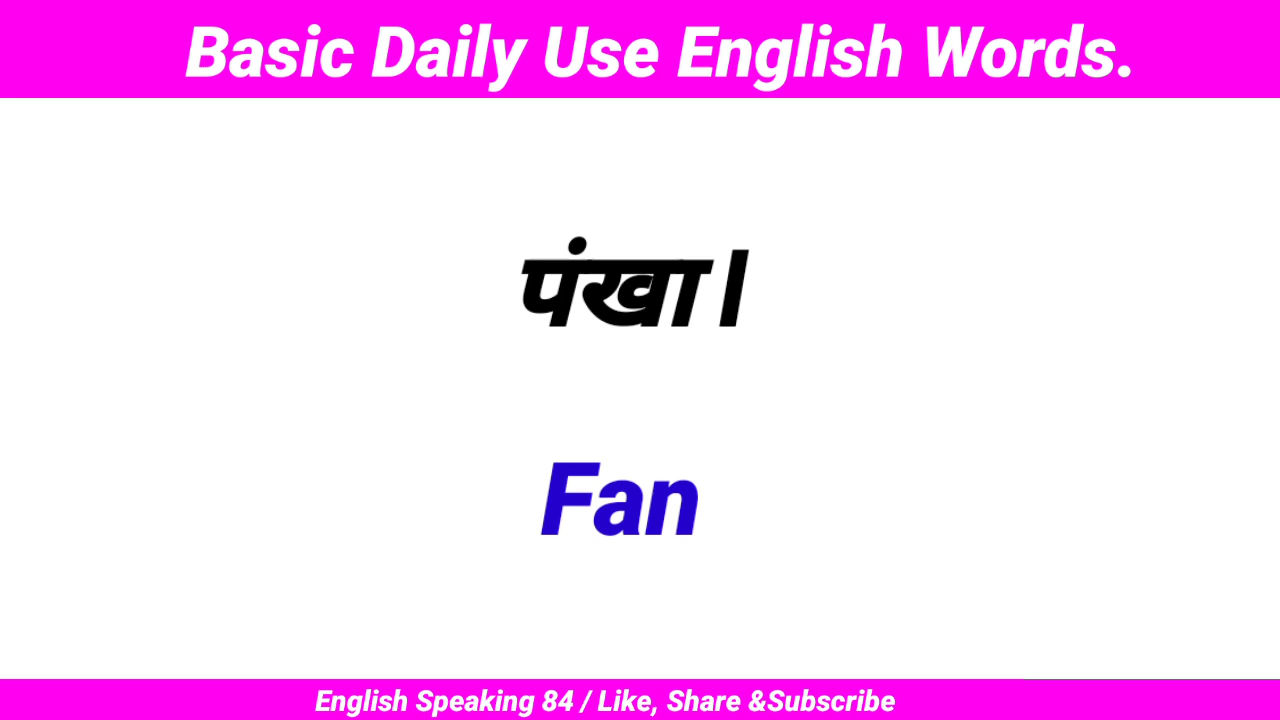 Basic Daily Use English Words.
पंखा।
Fan
English Speaking 84 / Like, Share &Subscribe